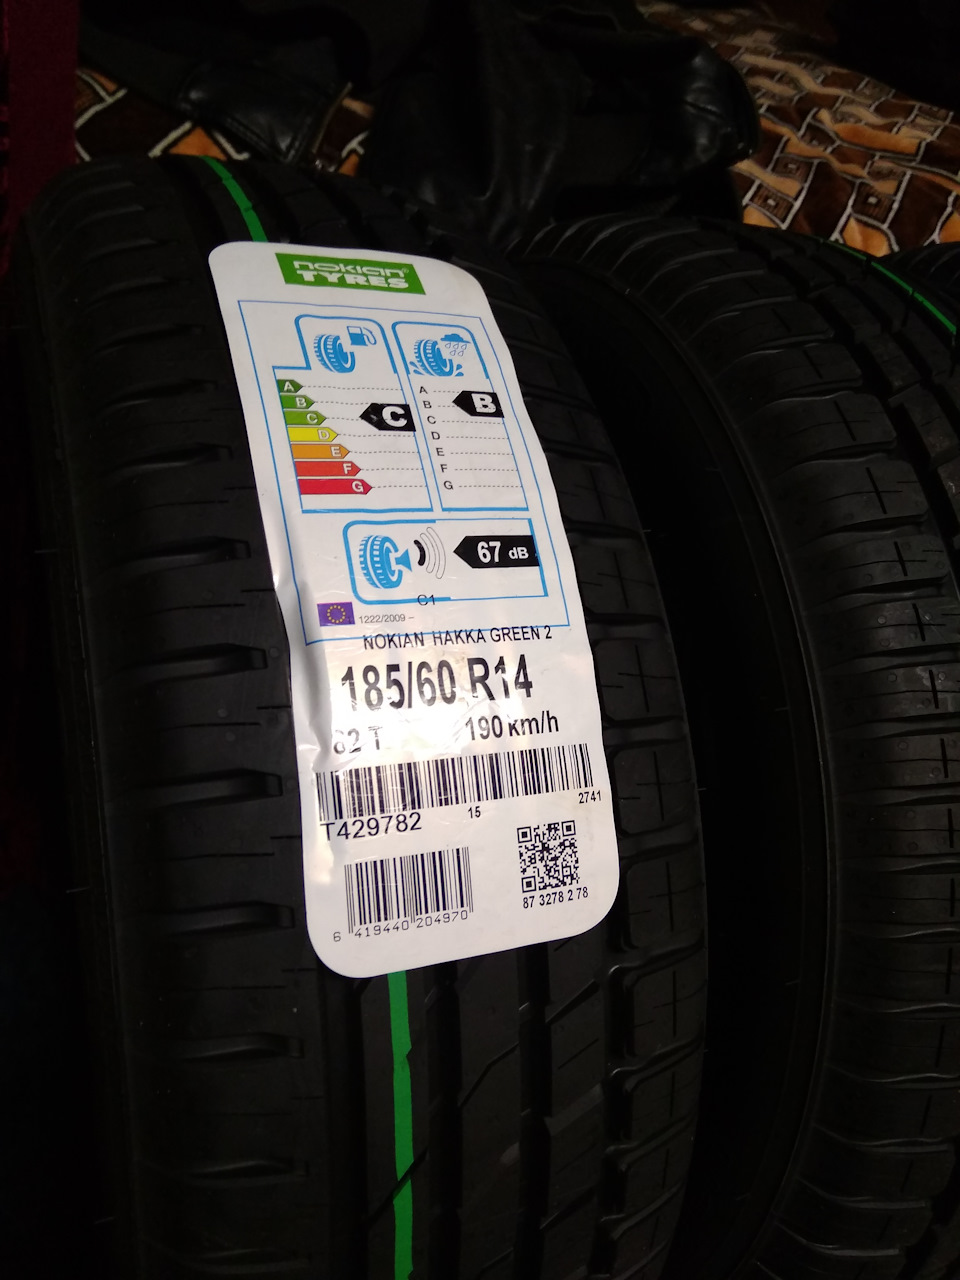 nokian®
TYRES
A
B
C
D
E
F
G
C
A
B
C
D
E
F
G
B
67 dB
C1
1222/2009 –
NOKIAN HAKKA GREEN 2
185/60 R14
82 T 190 km/h
T429782 15 2741
87 3278 2 78
6 419440 204970